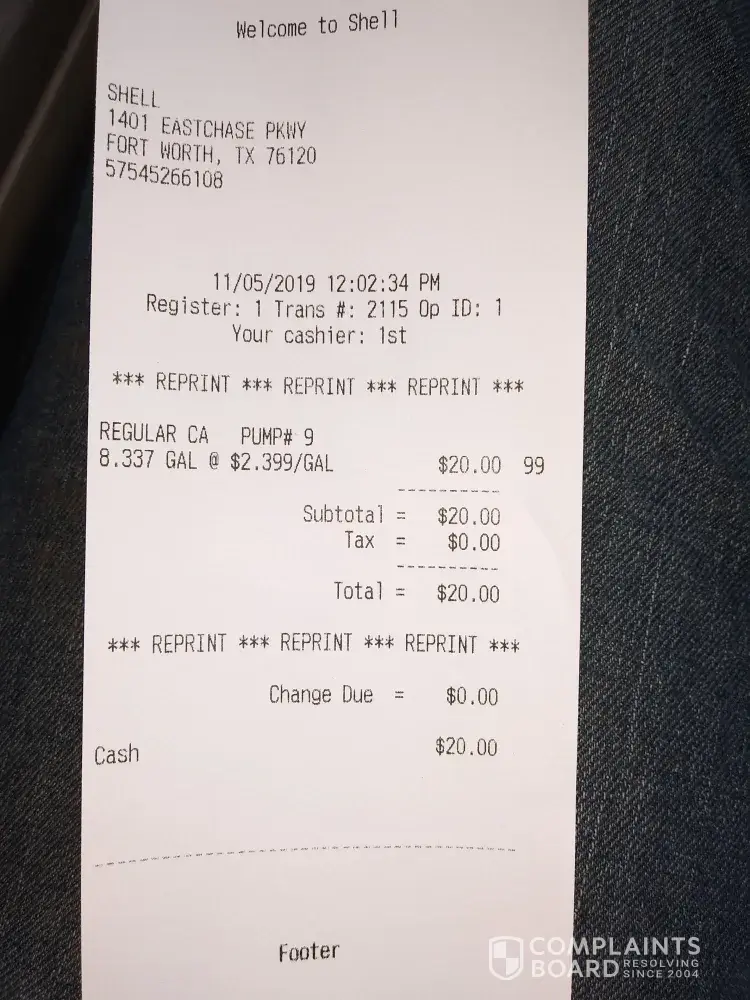 Welcome to Shell
SHELL
1401 EASTCHASE PKWY
FORT WORTH, TX 76120
57545266108
11/05/2019 12:02:34 PM
Register: 1 Trans #: 2115 Op ID: 1
Your cashier: 1st
*** REPRINT *** REPRINT *** REPRINT ***
REGULAR CA PUMP# 9
8.337 GAL @ $2.399/GAL $20.00 99
----------
Subtotal = $20.00
Tax = $0.00
----------
Total = $20.00
*** REPRINT *** REPRINT *** REPRINT ***
Change Due = $0.00
Cash $20.00
Footer
COMPLAINTS
BOARD RESOLVING
SINCE 2004